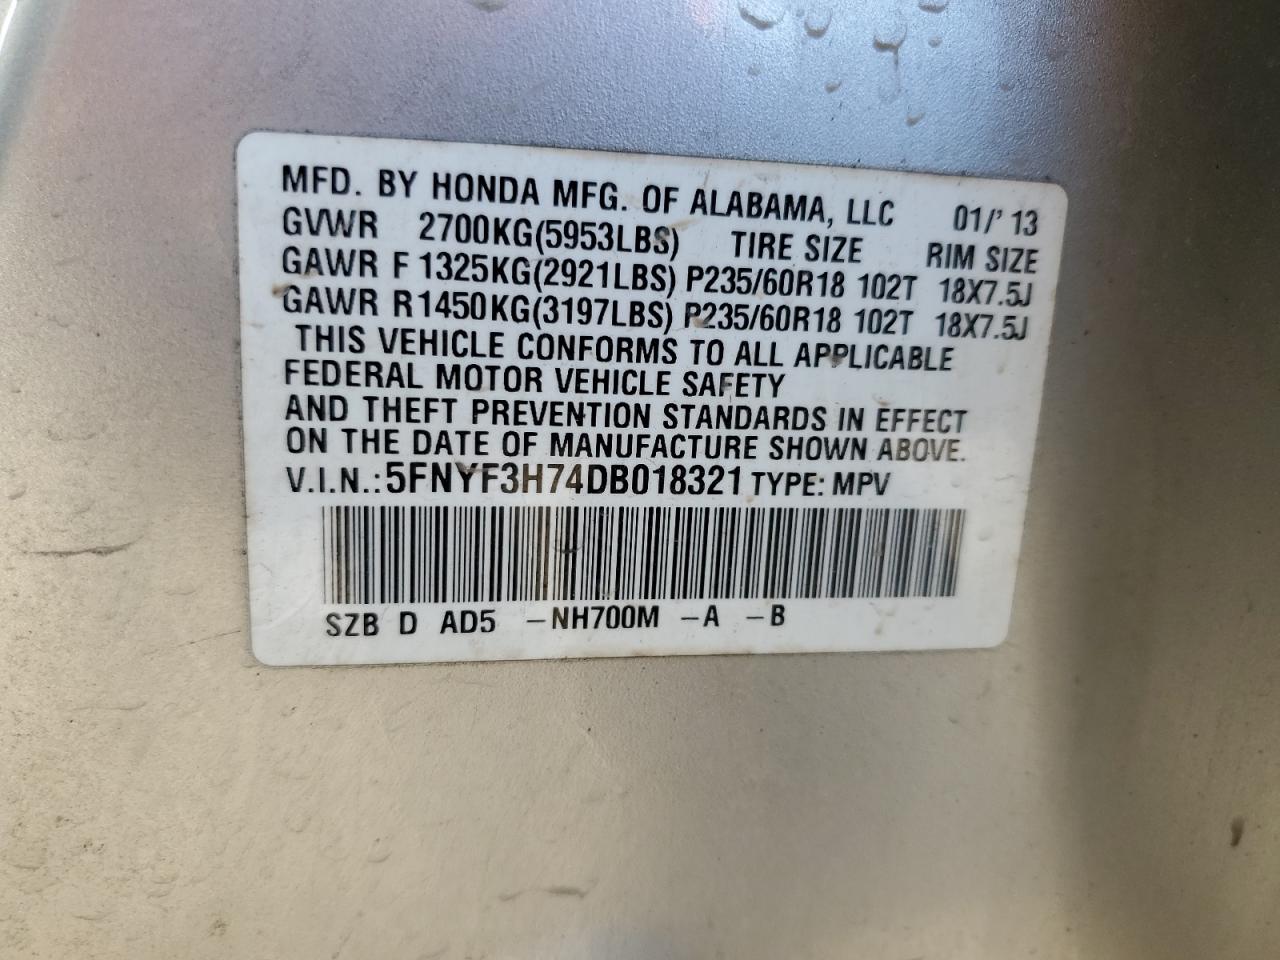 MFD. BY HONDA MFG. OF ALABAMA, LLC 01/'13
GVWR 2700KG(5953LBS) TIRE SIZE RIM SIZE
GAWR F 1325KG(2921LBS) P235/60R18 102T 18X7.5J
GAWR R 1450KG(3197LBS) P235/60R18 102T 18X7.5J
THIS VEHICLE CONFORMS TO ALL APPLICABLE
FEDERAL MOTOR VEHICLE SAFETY
AND THEFT PREVENTION STANDARDS IN EFFECT
ON THE DATE OF MANUFACTURE SHOWN ABOVE.
V.I.N.: 5FNYF3H74DB018321 TYPE: MPV
SZB D AD5 -NH700M -A -B